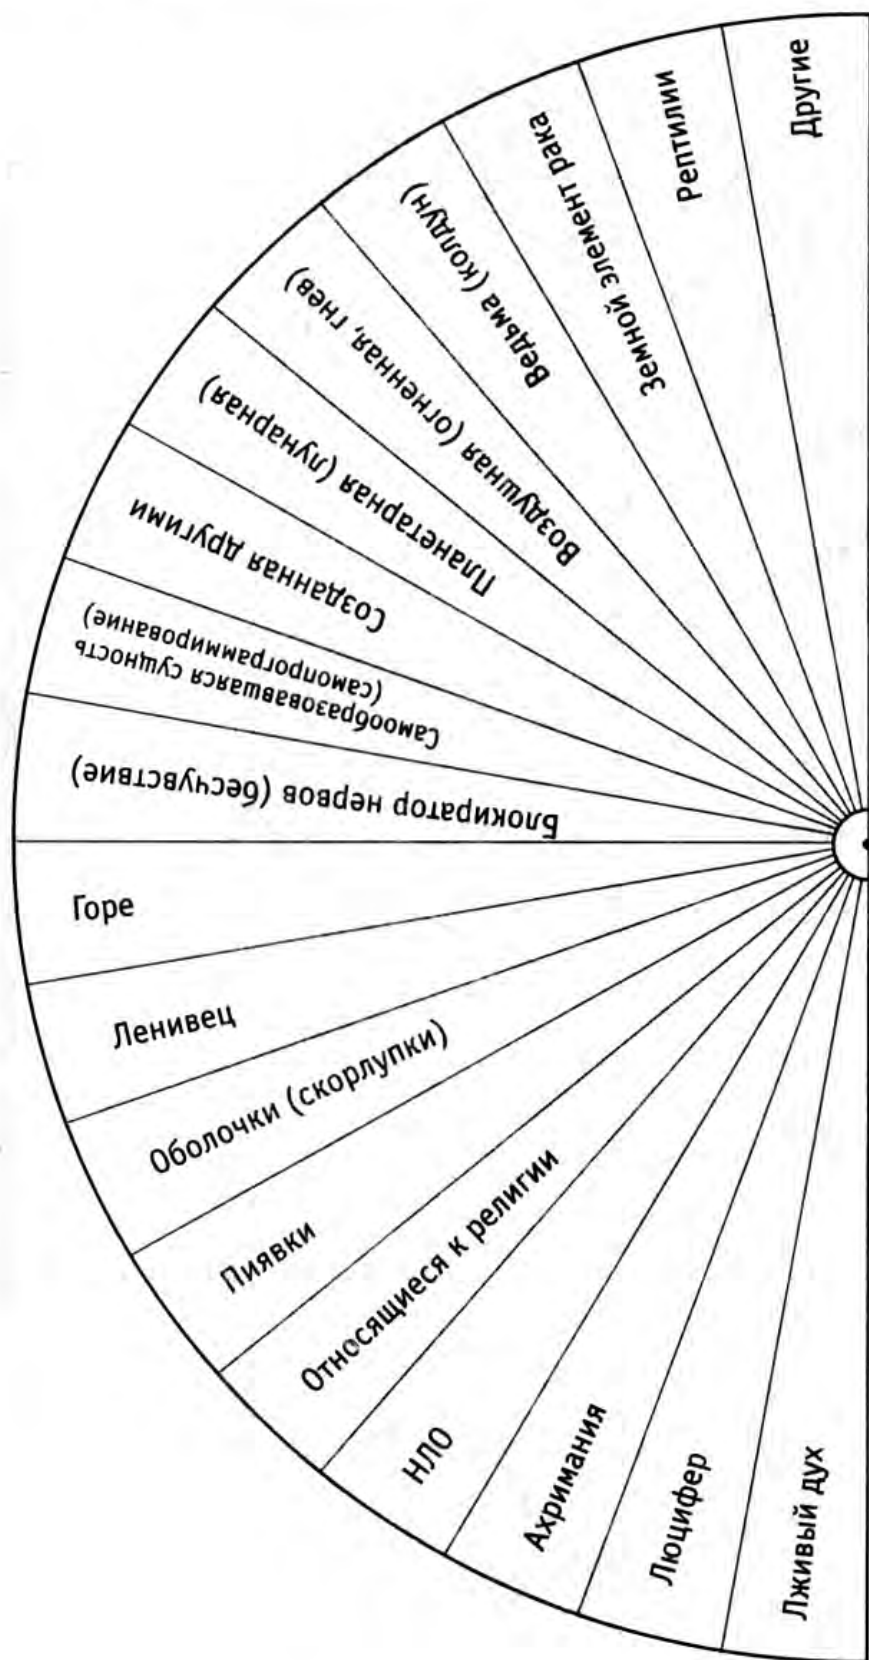 Другие
Рептилии
Земной элемент рака
Ведьма (колдун)
Воздушная (огненная, гнев)
Планетарная (лунарная)
Созданная другими
Самообразовавшаяся сущность
(самопрограммирование)
Блокиратор нервов (бесчувствие)
Горе
Ленивец
Оболочки (скорлупки)
Пиявки
Относящиеся к религии
НЛО
Ахримания
Люцифер
Лживый дух